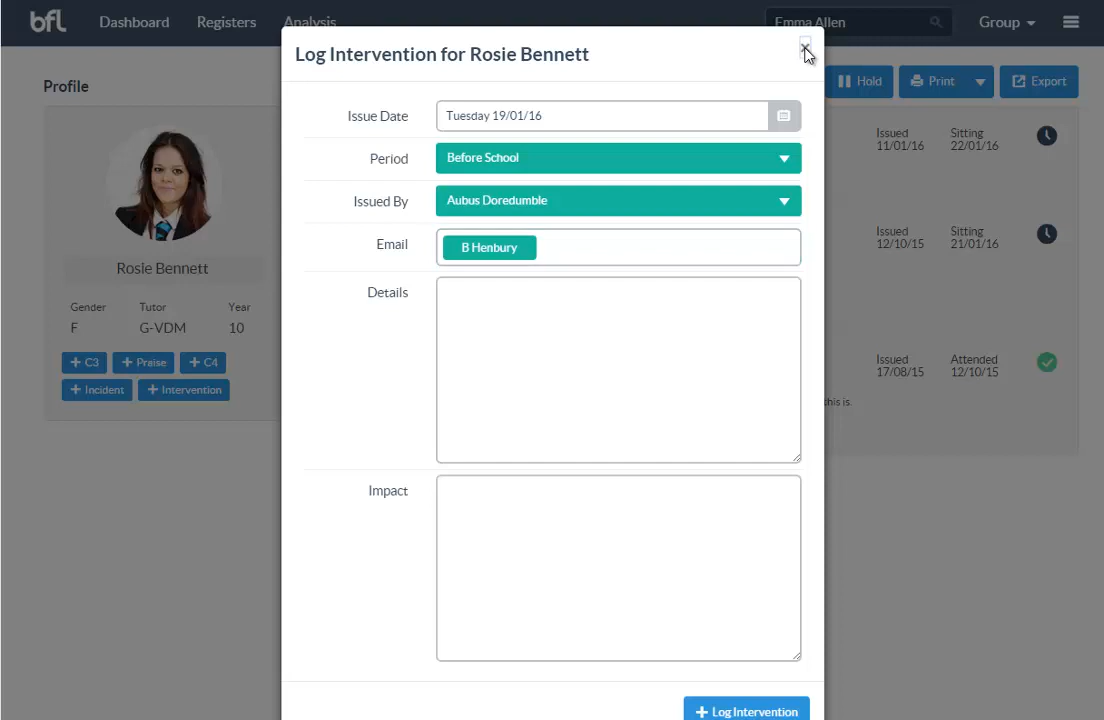 bfl
Dashboard
Registers
Analysis
Emma Allen
Group
Log Intervention for Rosie Bennett
Profile
Hold
Print
Export
Issue Date
Tuesday 19/01/16
Period
Before School
Issued By
Aubus Doredumble
Email
B Henbury
Details
Impact
Log Intervention
Rosie Bennett
Gender
Tutor
Year
F
G-VDM
10
C3
Praise
C4
Incident
Intervention
Issued
11/01/16
Sitting
22/01/16
Issued
12/10/15
Sitting
21/01/16
Issued
17/08/15
Attended
12/10/15
this is.